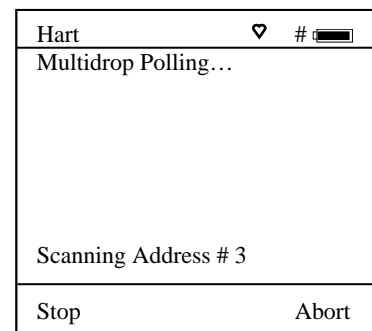 Hart ♡ #
Multidrop Polling…
Scanning Address # 3
Stop Abort